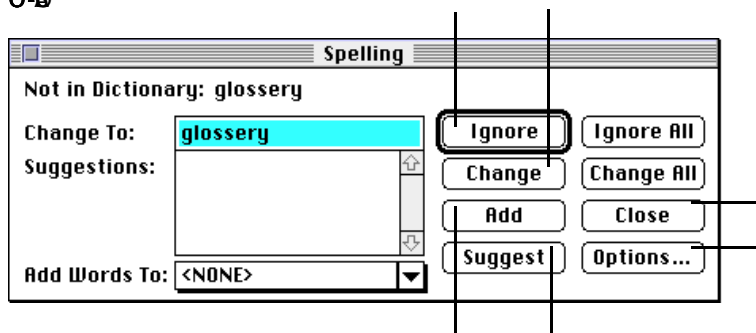 Spelling
Not in Dictionary: glossery
Change To: glossery Ignore Ignore All
Suggestions: Change Change All
Add Close
Suggest Options...
Add Words To: <NONE>